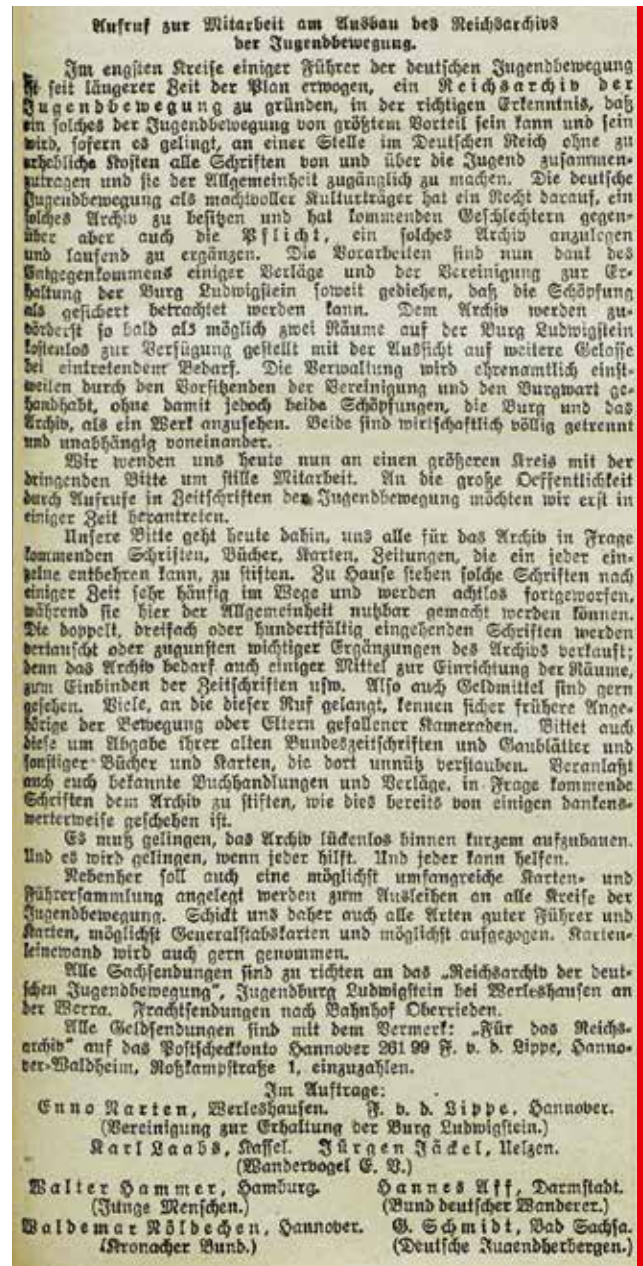 Aufruf zur Mitarbeit am Ausbau des Reichsarchivs
der Jugendbewegung.
Im engsten Kreise einiger Führer der deutschen Jugendbewegung
ist seit längerer Zeit der Plan erwogen, ein Reichsarchiv der
Jugendbewegung zu gründen, in der richtigen Erkenntnis, daß
ein solches der Jugendbewegung von größtem Vorteil sein kann und sein
wird, sofern es gelingt, an einer Stelle im Deutschen Reich ohne zu
erhebliche Kosten alle Schriften von und über die Jugend zusammen-
zutragen und sie der Allgemeinheit zugänglich zu machen. Die deutsche
Jugendbewegung als machtvoller Kulturträger hat ein Recht darauf, ein
solches Archiv zu besitzen und hat kommenden Geschlechtern gegen-
über aber auch die Pflicht, ein solches Archiv anzulegen
und laufend zu ergänzen. Die Vorarbeiten sind nun dank des
Entgegenkommens einiger Verläge und der Vereinigung zur Er-
haltung der Burg Ludwigstein soweit gediehen, daß die Schöpfung
als gesichert betrachtet werden kann. Dem Archiv werden zu-
vörderst so bald als möglich zwei Räume auf der Burg Ludwigstein
kostenlos zur Verfügung gestellt mit der Aussicht auf weitere Gelasse
bei eintretendem Bedarf. Die Verwaltung wird ehrenamtlich einst-
weilen durch den Vorsitzenden der Vereinigung und den Burgwart ge-
handhabt, ohne damit jedoch beide Schöpfungen, die Burg und das
Archiv, als ein Werk anzusehen. Beide sind wirtschaftlich völlig getrennt
und unabhängig voneinander.
Wir wenden uns heute nun an einen größeren Kreis mit der
dringenden Bitte um stille Mitarbeit. An die große Oeffentlichkeit
durch Aufrufe in Zeitschriften der Jugendbewegung möchten wir erst in
einiger Zeit herantreten.
Unsere Bitte geht heute dahin, uns alle für das Archiv in Frage
kommenden Schriften, Bücher, Karten, Zeitungen, die ein jeder ein-
zelne entbehren kann, zu stiften. Zu Hause stehen solche Schriften nach
einiger Zeit sehr häufig im Wege und werden achtlos fortgeworfen,
während sie hier der Allgemeinheit nutzbar gemacht werden können.
Die doppelt, dreifach oder hundertfältig eingehenden Schriften werden
vertauscht oder zugunsten wichtiger Ergänzungen des Archivs verkauft;
denn das Archiv bedarf auch einiger Mittel zur Einrichtung der Räume,
zum Einbinden der Zeitschriften usw. Also auch Geldmittel sind gern
gesehen. Viele, an die dieser Ruf gelangt, kennen sicher frühere Ange-
hörige der Bewegung oder Eltern gefallener Kameraden. Bittet auch
diese um Abgabe ihrer alten Bundeszeitschriften und Gaublätter und
sonstiger Bücher und Karten, die dort unnütz verstauben. Veranlaßt
auch euch bekannte Buchhandlungen und Verläge, in Frage kommende
Schriften dem Archiv zu stiften, wie dies bereits von einigen dankens-
werterweise geschehen ist.
Es muß gelingen, das Archiv lückenlos binnen kurzem aufzubauen.
Und es wird gelingen, wenn jeder hilft. Und jeder kann helfen.
Nebenher soll auch eine möglichst umfangreiche Karten- und
Führersammlung angelegt werden zum Ausleihen an alle Kreise der
Jugendbewegung. Schickt uns daher auch alle Arten guter Führer und
Karten, möglichst Generalstabskarten und möglichst aufgezogen. Karten-
leinewand wird auch gern genommen.
Alle Sachsendungen sind zu richten an das „Reichsarchiv der deut-
schen Jugendbewegung“, Jugendburg Ludwigstein bei Werleshausen an
der Werra. Frachtsendungen nach Bahnhof Oberrieden.
Alle Geldsendungen sind mit dem Vermerk: „Für das Reichs-
archiv“ auf das Postscheckkonto Hannover 261 99 F. v. d. Lippe, Hanno-
ver-Waldheim, Roßkampstraße 1, einzuzahlen.
Im Auftrage:
Enno Narten, Werleshausen. F. v. d. Lippe, Hannover.
(Vereinigung zur Erhaltung der Burg Ludwigstein.)
Karl Laabs, Kassel. Jürgen Jäckel, Uelzen.
(Wandervogel E. V.)
Walter Hammer, Hamburg. Hannes Aff, Darmstadt.
(Junge Menschen.) (Bund deutscher Wanderer.)
Waldemar Nölbechen, Hannover. G. Schmidt, Bad Sachsa.
(Kronacher Bund.) (Deutsche Jugendherbergen.)